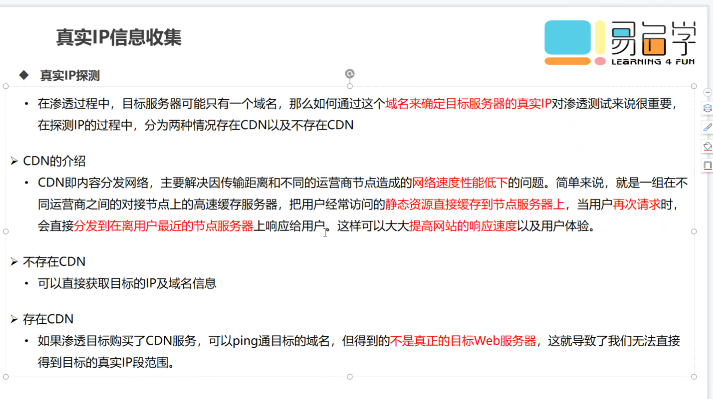 真实IP信息收集
易百学
LEARNING 4 FUN
◆ 真实IP探测
• 在渗透过程中，目标服务器可能只有一个域名，那么如何通过这个域名来确定目标服务器的真实IP对渗透测试来说很重要，
在探测IP的过程中，分为两种情况存在CDN以及不存在CDN
➢ CDN的介绍
• CDN即内容分发网络，主要解决因传输距离和不同的运营商节点造成的网络速度性能低下的问题。简单来说，就是一组在不
同运营商之间的对接节点上的高速缓存服务器，把用户经常访问的静态资源直接缓存到节点服务器上，当用户再次请求时，
会直接分发到在离用户最近的节点服务器上响应给用户。这样可以大大提高网站的响应速度以及用户体验。
➢ 不存在CDN
• 可以直接获取目标的IP及域名信息
➢ 存在CDN
• 如果渗透目标购买了CDN服务，可以ping通目标的域名，但得到的不是真正的目标Web服务器，这就导致了我们无法直接
得到目标的真实IP段范围。